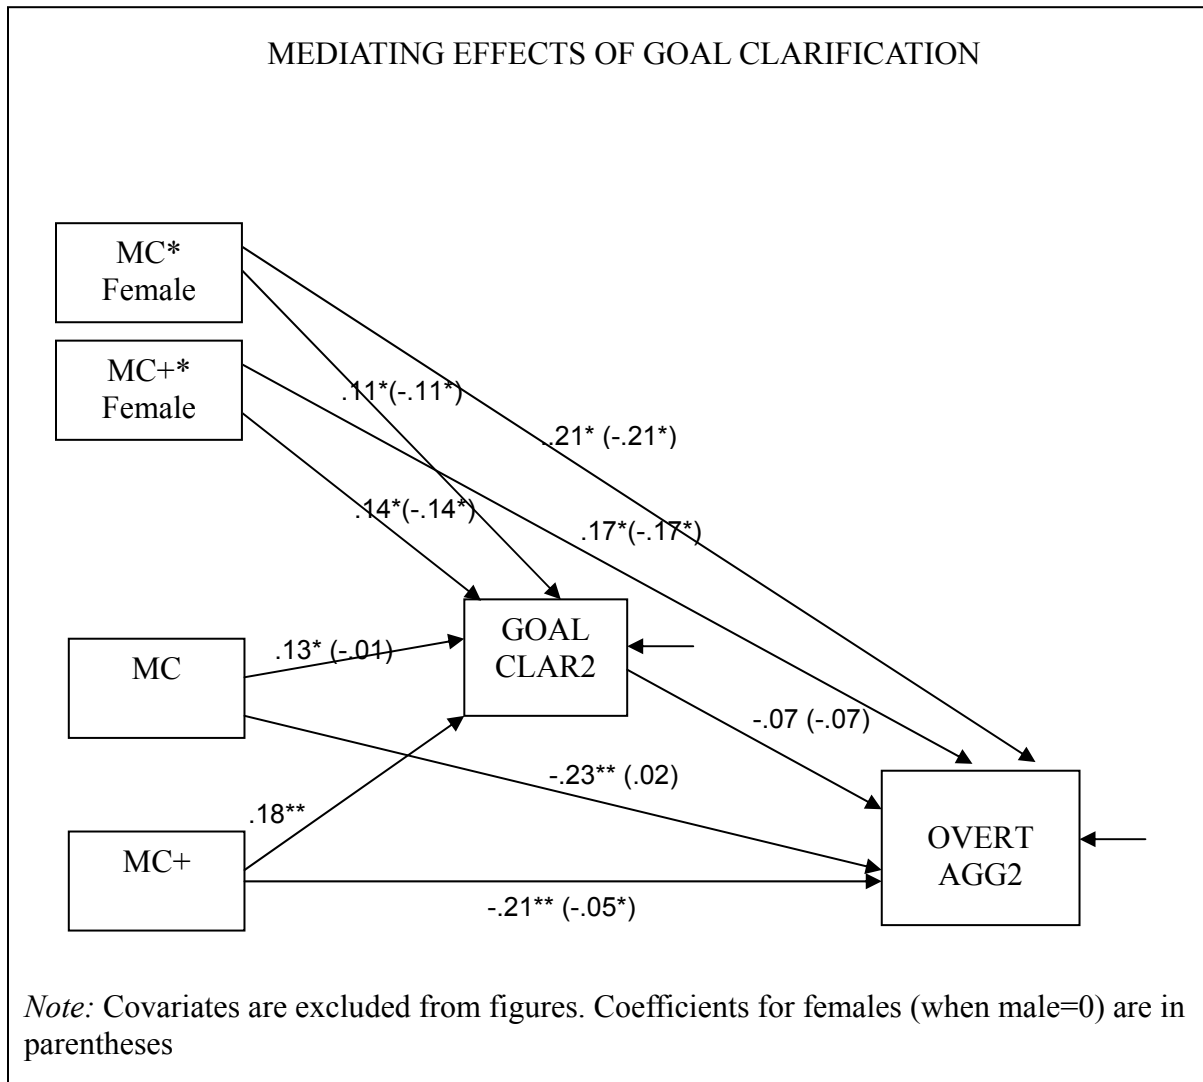 MEDIATING EFFECTS OF GOAL CLARIFICATION
MC*
Female
MC+*
Female
.11*(-.11*)
.21* (-.21*)
.14*(-.14*)
.17*(-.17*)
GOAL
CLAR2
MC
.13* (-.01)
-.07 (-.07)
-.23** (.02)
.18**
MC+
OVERT
AGG2
-.21** (-.05*)
Note: Covariates are excluded from figures. Coefficients for females (when male=0) are in
parentheses